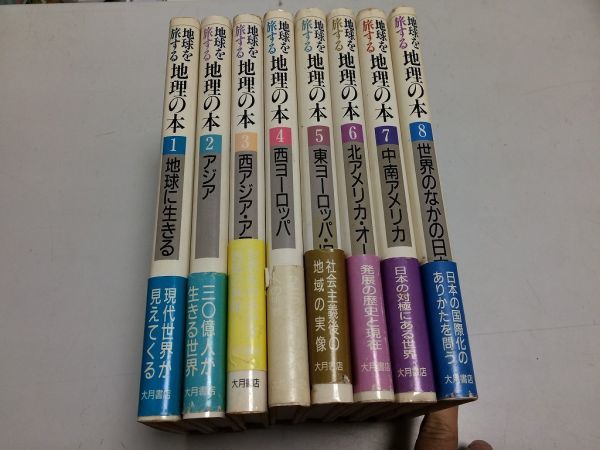 地球を
旅する
地理の本
1
地球に生きる
現代世界が
見えてくる
大月書店
地球を
旅する
地理の本
2
アジア
三〇億人が
生きる世界
大月書店
地球を
旅する
地理の本
3
西アジア・ア
大月書店
地球を
旅する
地理の本
4
西ヨーロッパ
地球を
旅する
地理の本
5
東ヨーロッパ・
社会主義後の
地域の実像
大月書店
地球を
旅する
地理の本
6
北アメリカ・オー
発展の歴史と現在
大月書店
地球を
旅する
地理の本
7
中南アメリカ
日本の対極にある世界
大月書店
地球を
旅する
地理の本
8
世界のなかの日
日本の国際化の
ありかたを問う
大月書店